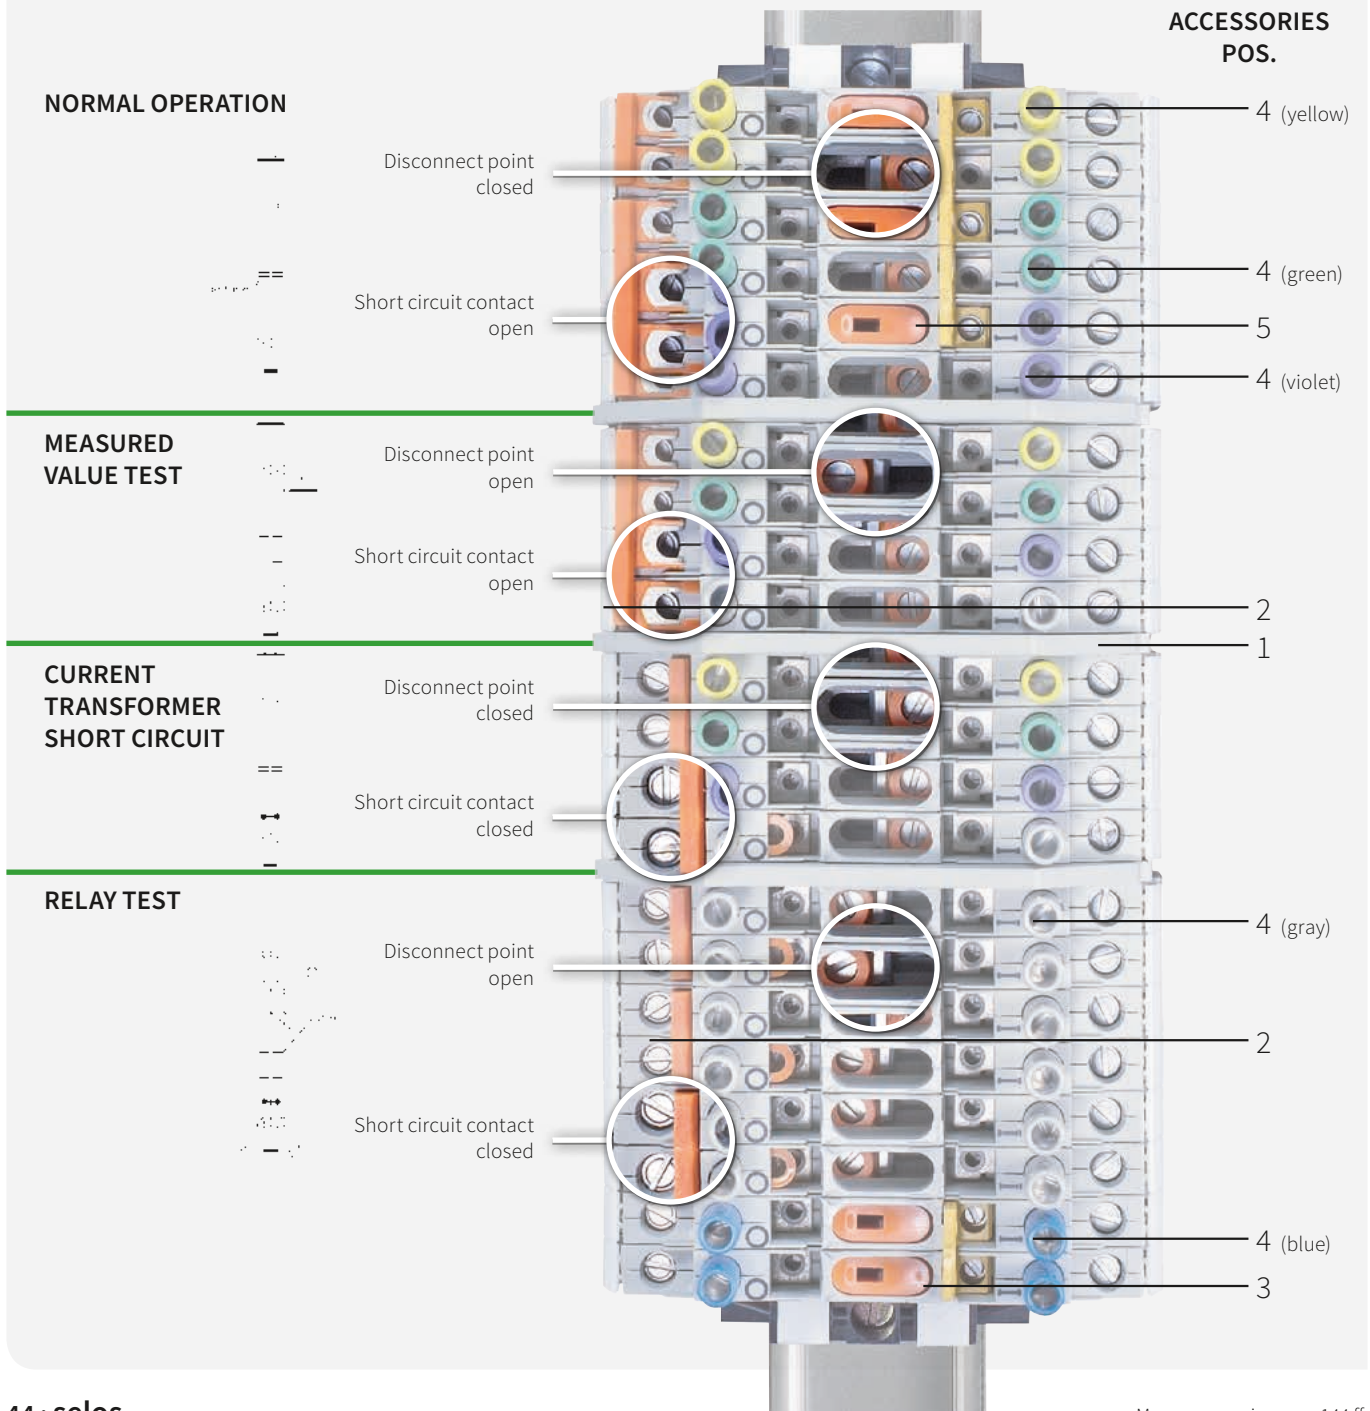 ACCESSORIES
POS.
NORMAL OPERATION
4 (yellow)
Disconnect point
closed
4 (green)
Short circuit contact
open
5
4 (violet)
MEASURED
VALUE TEST
Disconnect point
open
Short circuit contact
open
2
1
CURRENT
TRANSFORMER
SHORT CIRCUIT
Disconnect point
closed
Short circuit contact
closed
RELAY TEST
4 (gray)
Disconnect point
open
2
Short circuit contact
closed
4 (blue)
3
selos